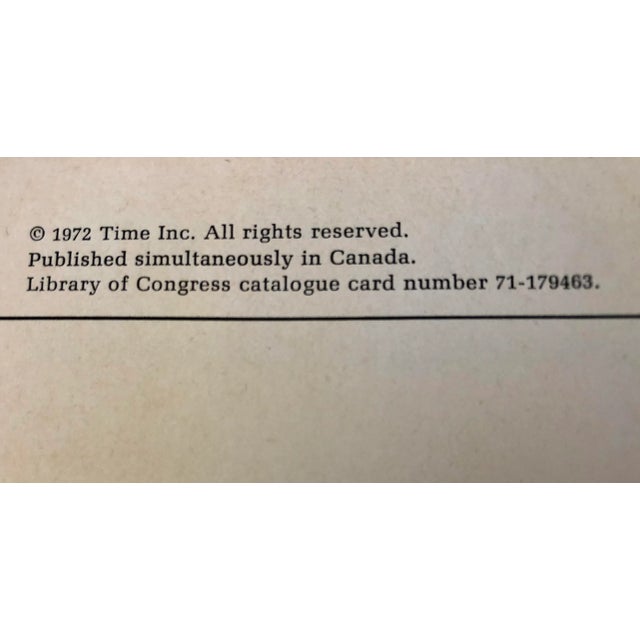 © 1972 Time Inc. All rights reserved.
Published simultaneously in Canada.
Library of Congress catalogue card number 71-179463.